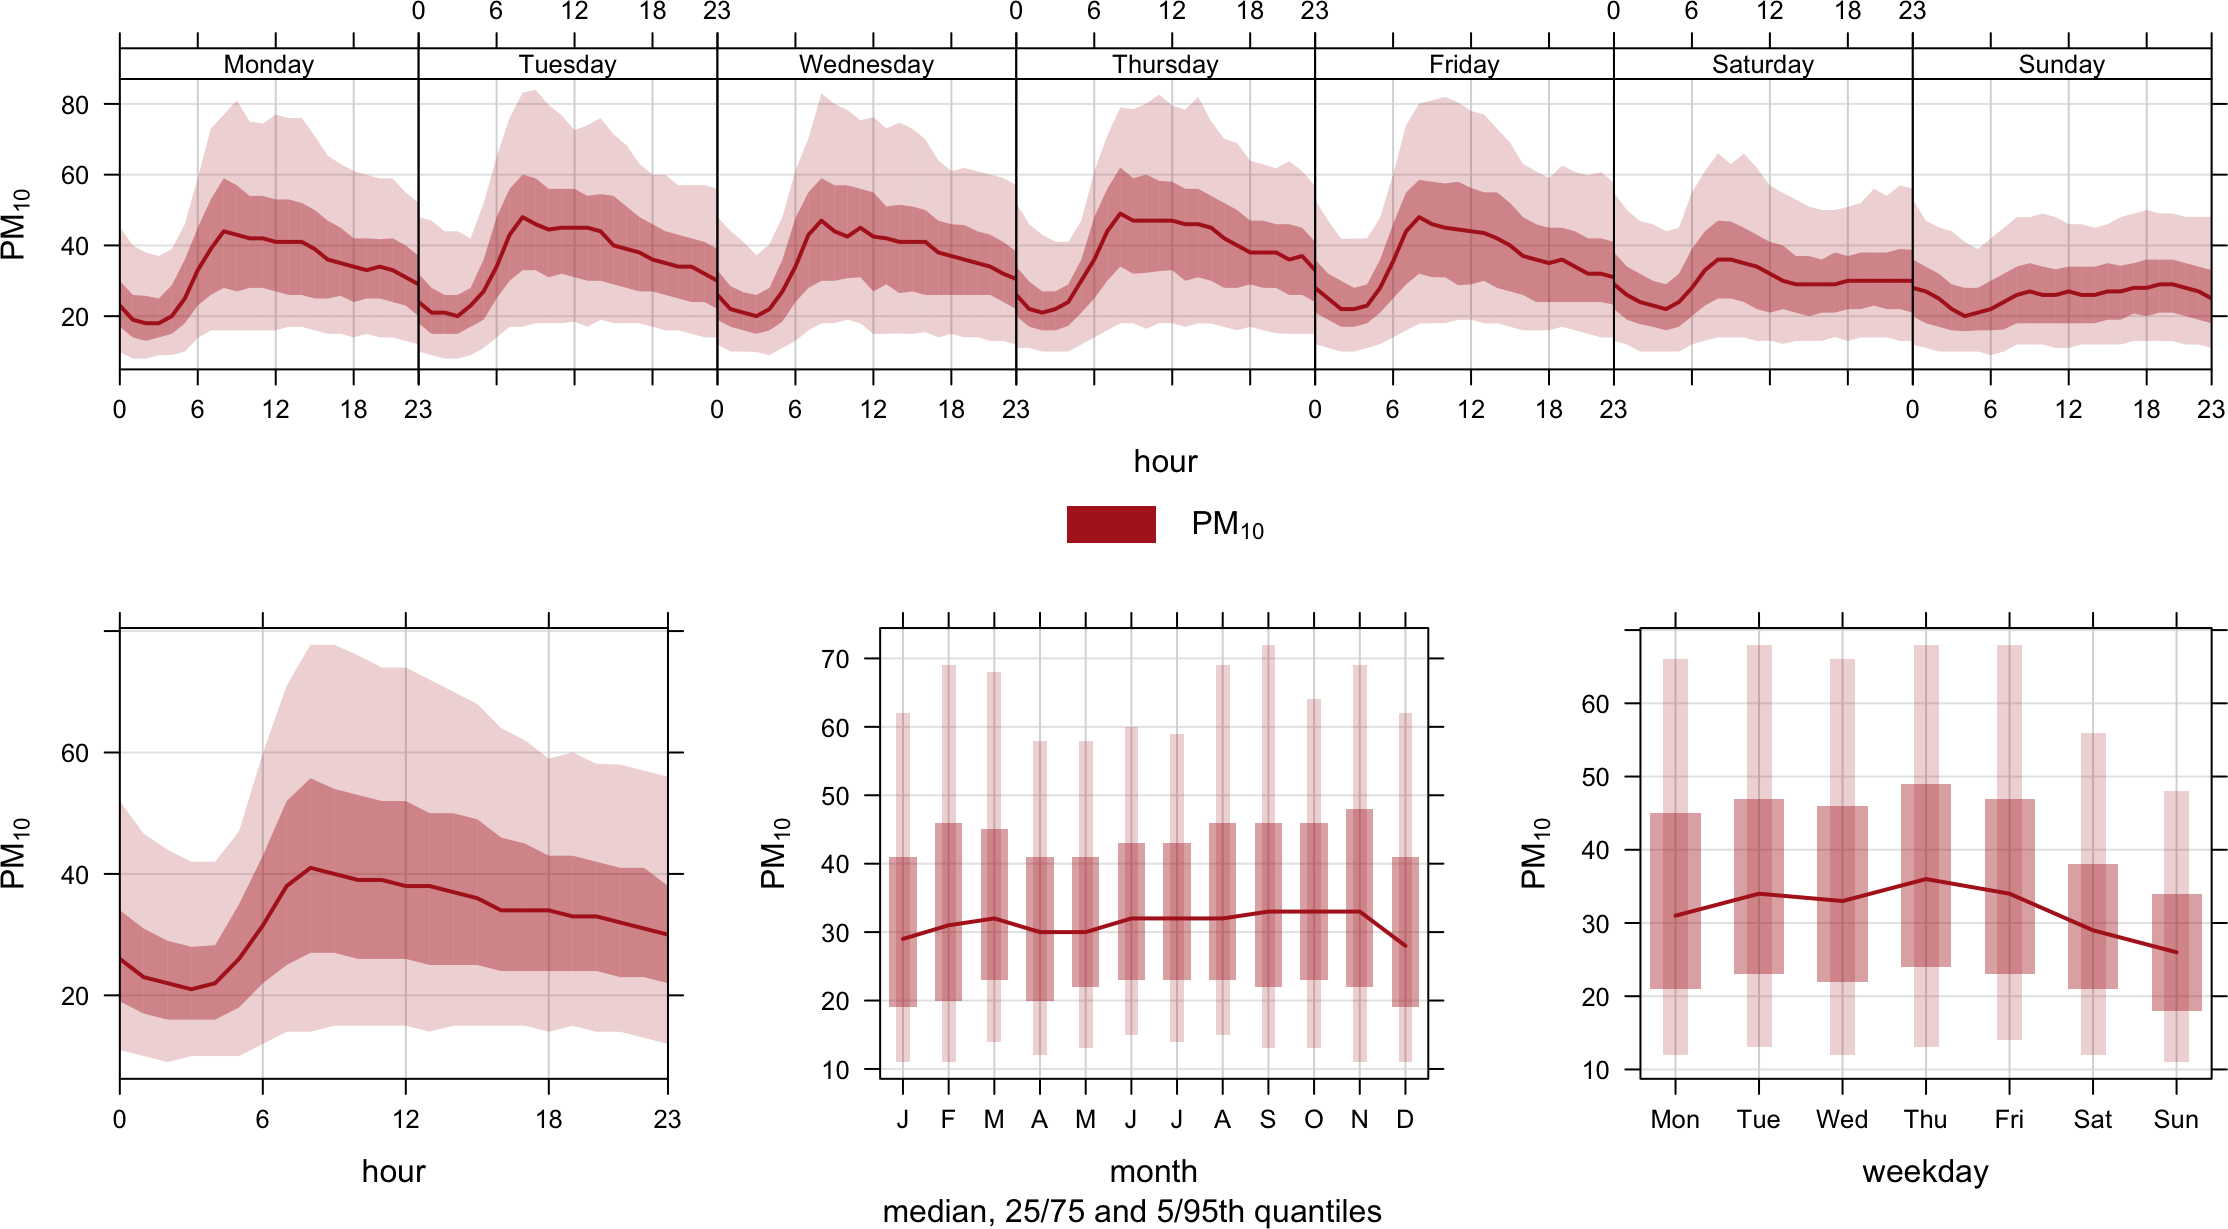 0 6 12 18 23 0 6 12 18 23 0 6 12 18 23
Monday Tuesday Wednesday Thursday Friday Saturday Sunday
80
60
40
20
PM10
0 6 12 18 23 0 6 12 18 23 0 6 12 18 23 0 6 12 18 23
hour
PM10
60
40
20
PM10
0 6 12 18 23
hour
70
60
50
40
30
20
10
PM10
J F M A M J J A S O N D
month
60
50
40
30
20
10
PM10
Mon Tue Wed Thu Fri Sat Sun
weekday
median, 25/75 and 5/95th quantiles